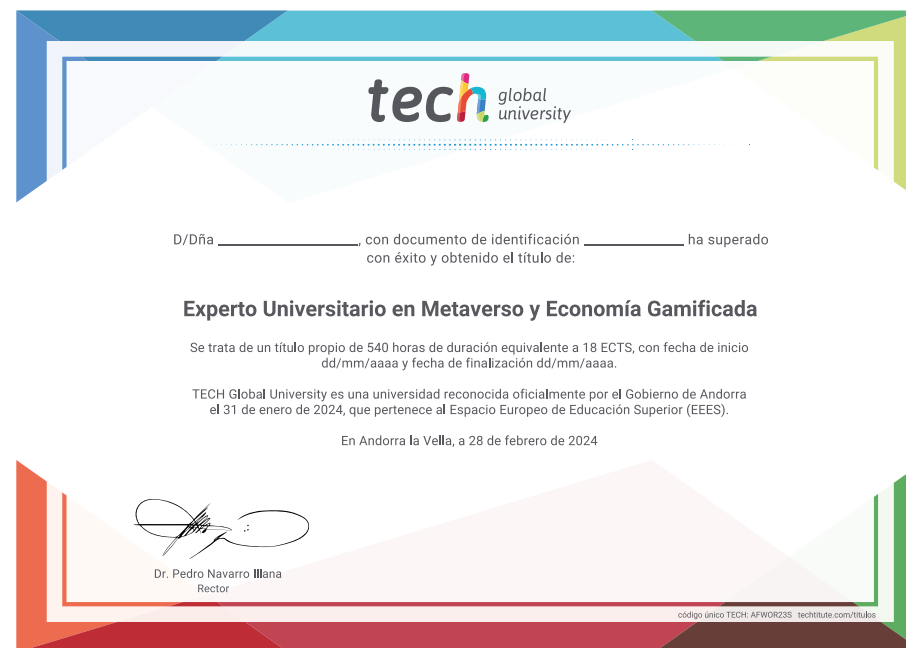 tech global university
D/Dña ____________, con documento de identificación ____________ ha superado
con éxito y obtenido el título de:
Experto Universitario en Metaverso y Economía Gamificada
Se trata de un título propio de 540 horas de duración equivalente a 18 ECTS, con fecha de inicio
dd/mm/aaaa y fecha de finalización dd/mm/aaaa.
TECH Global University es una universidad reconocida oficialmente por el Gobierno de Andorra
el 31 de enero de 2024, que pertenece al Espacio Europeo de Educación Superior (EEES).
En Andorra la Vella, a 28 de febrero de 2024
Dr. Pedro Navarro Illana
Rector
código único TECH: AFWOR23S techtitute.com/titulos